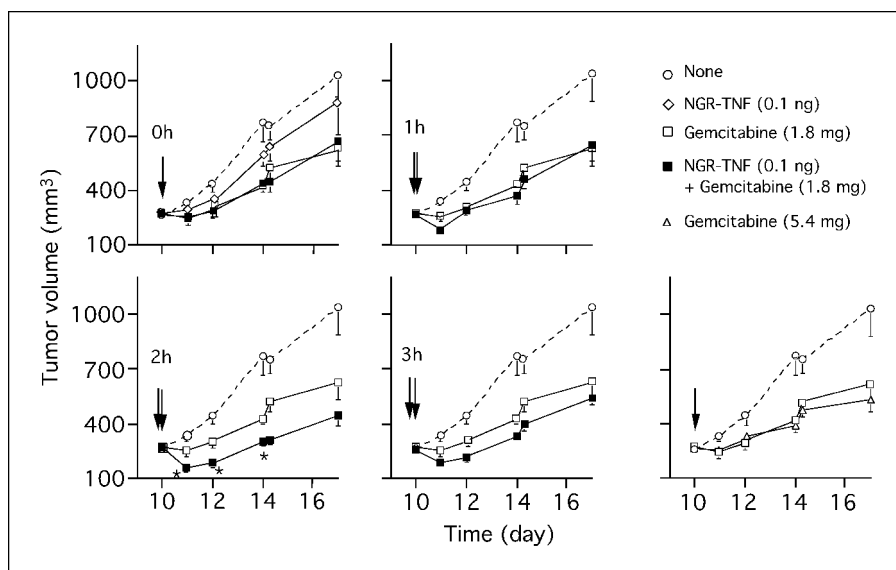 1000
700
400
100
0h
1h
None
NGR-TNF (0.1 ng)
Gemcitabine (1.8 mg)
NGR-TNF (0.1 ng)
+ Gemcitabine (1.8 mg)
Gemcitabine (5.4 mg)
Tumor volume (mm³)
1000
700
400
100
2h
3h
* * *
10 12 14 16
10 12 14 16
10 12 14 16
Time (day)